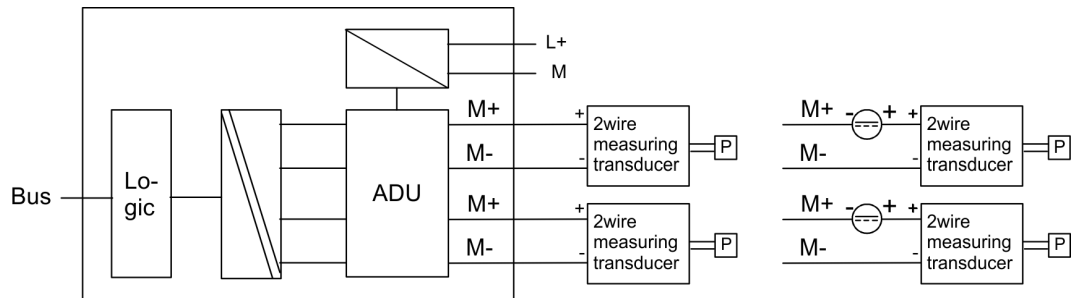 L+
M
M+ + 2wire measuring transducer P
M- -
M+ - + + 2wire measuring transducer P
M- -
Bus
Lo-
gic
ADU
M+ + 2wire measuring transducer P
M- -
M+ - + + 2wire measuring transducer P
M- -